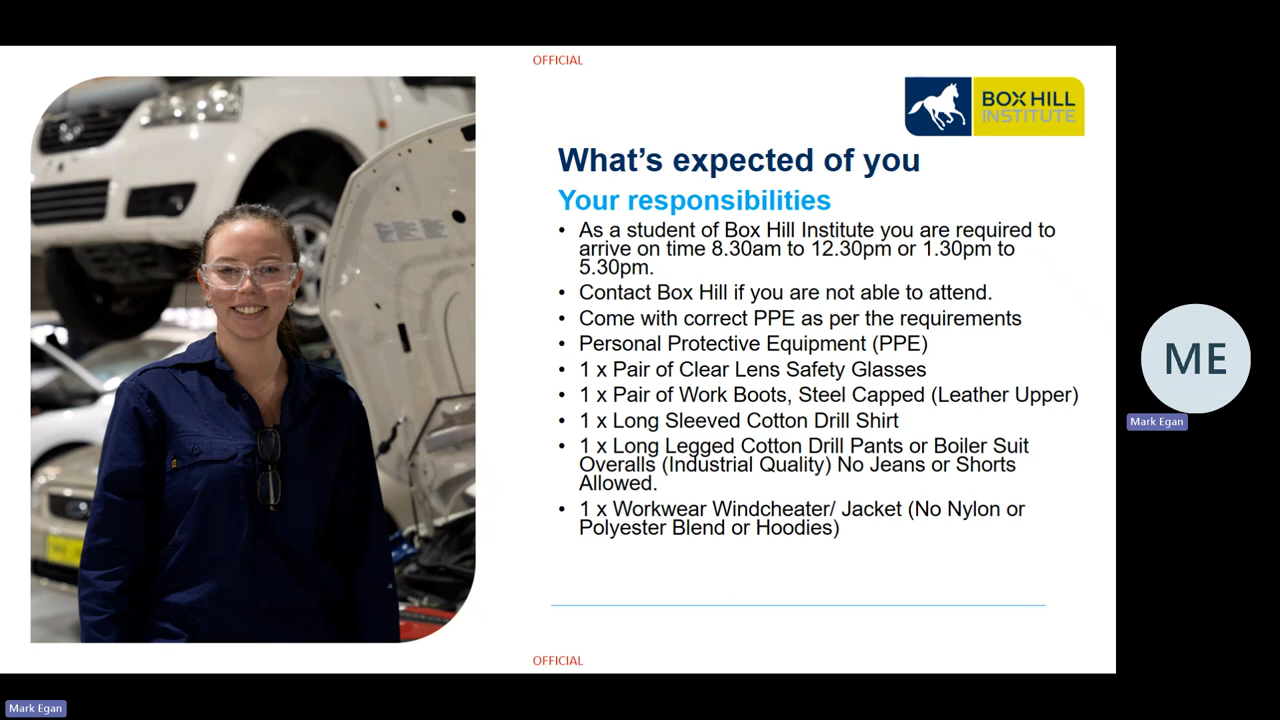 OFFICIAL
BOX HILL
INSTITUTE
What's expected of you
Your responsibilities
• As a student of Box Hill Institute you are required to
arrive on time 8.30am to 12.30pm or 1.30pm to
5.30pm.
• Contact Box Hill if you are not able to attend.
• Come with correct PPE as per the requirements
• Personal Protective Equipment (PPE)
• 1 x Pair of Clear Lens Safety Glasses
• 1 x Pair of Work Boots, Steel Capped (Leather Upper)
• 1 x Long Sleeved Cotton Drill Shirt
• 1 x Long Legged Cotton Drill Pants or Boiler Suit
Overalls (Industrial Quality) No Jeans or Shorts
Allowed.
• 1 x Workwear Windcheater/ Jacket (No Nylon or
Polyester Blend or Hoodies)
OFFICIAL
ME
Mark Egan
Mark Egan